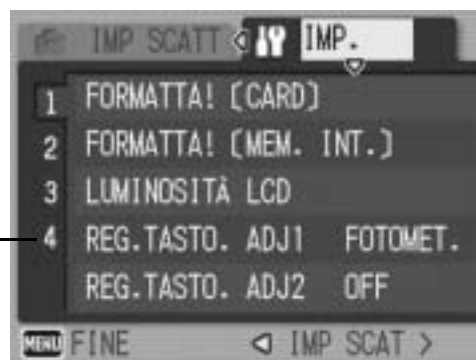 IMP SCATT IMP.
1 FORMATTA! [CARD]
2 FORMATTA! [MEM. INT.]
3 LUMINOSITÀ LCD
4 REG.TASTO. ADJ1 FOTOMET.
REG.TASTO. ADJ2 OFF
MENU FINE IMP SCAT >